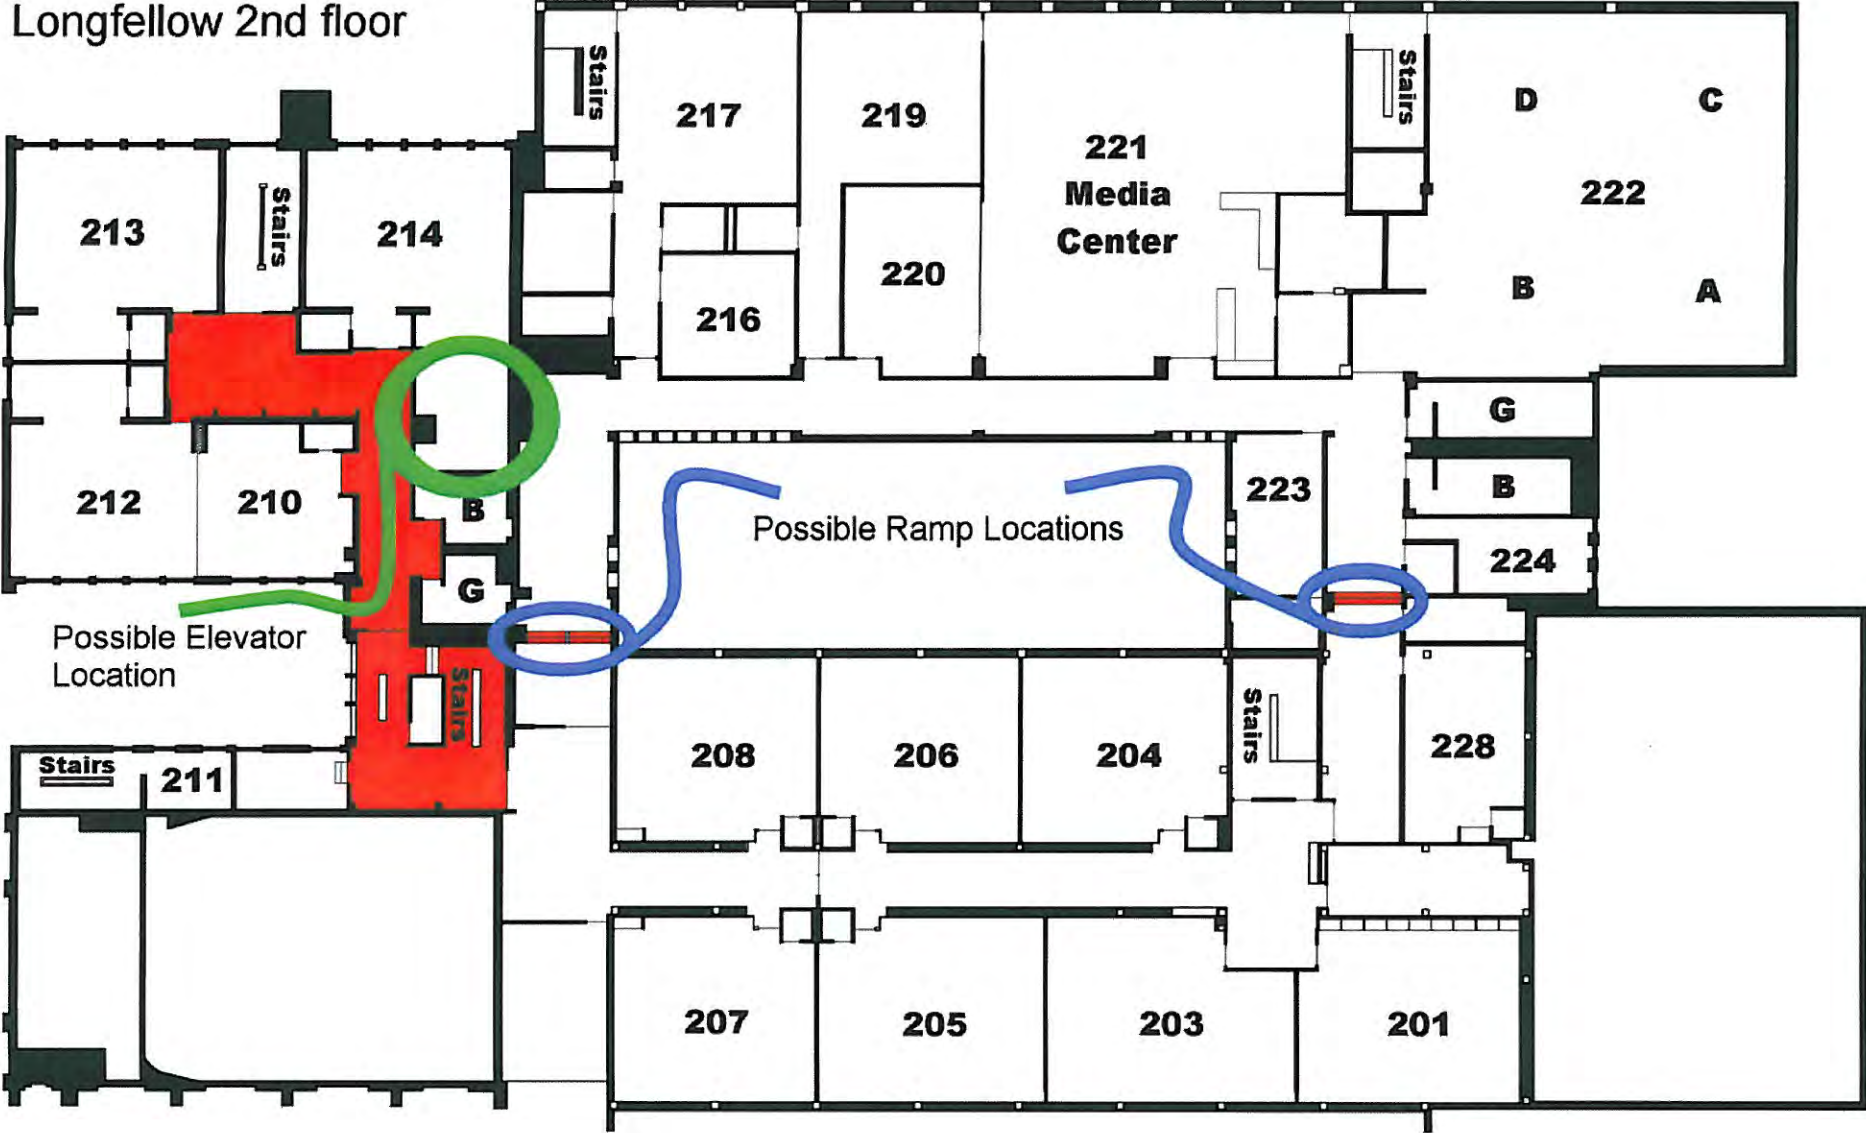 Longfellow 2nd floor
Stairs
217
219
221
Media
Center
Stairs
D
C
222
B
A
213
Stairs
214
216
220
G
B
224
223
212
210
B
G
Possible Ramp Locations
Possible Elevator
Location
Stairs
Stairs
211
208
206
204
Stairs
228
207
205
203
201